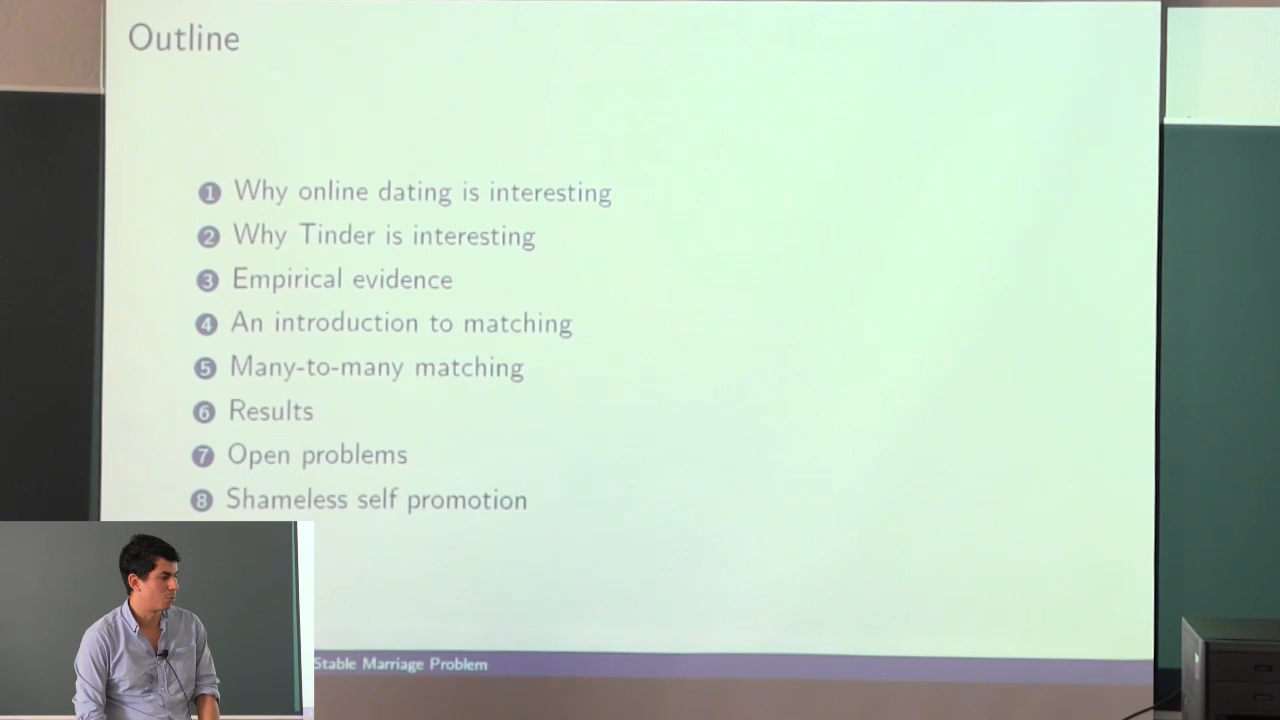 Outline
1 Why online dating is interesting
2 Why Tinder is interesting
3 Empirical evidence
4 An introduction to matching
5 Many-to-many matching
6 Results
7 Open problems
8 Shameless self promotion
Stable Marriage Problem